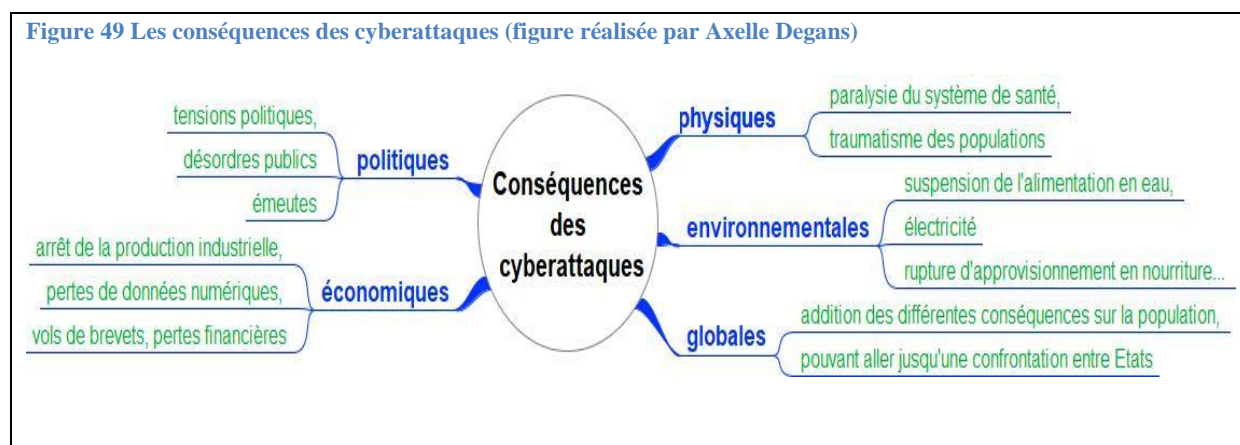 Figure 49 Les conséquences des cyberattaques (figure réalisée par Axelle Degans)
Conséquences
des
cyberattaques
politiques
tensions politiques,
désordres publics
émeutes
économiques
arrêt de la production industrielle,
pertes de données numériques,
vols de brevets, pertes financières
physiques
paralysie du système de santé,
traumatisme des populations
environnementales
suspension de l'alimentation en eau,
électricité
rupture d'approvisionnement en nourriture...
globales
addition des différentes conséquences sur la population,
pouvant aller jusqu'une confrontation entre Etats